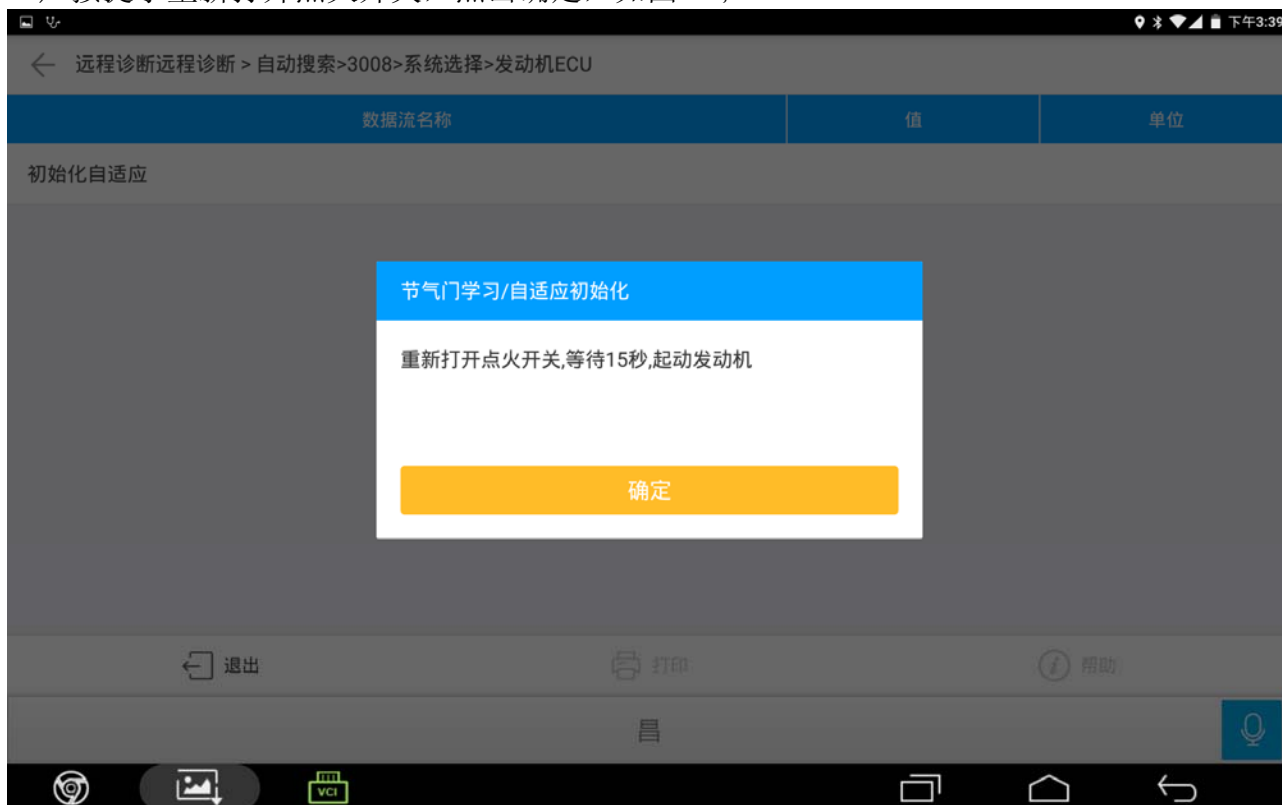 下午3:39
远程诊断远程诊断 > 自动搜索>3008>系统选择>发动机ECU
数据流名称 值 单位
初始化自适应
节气门学习/自适应初始化
重新打开点火开关,等待15秒,起动发动机
确定
退出 打印 帮助
昌
VCI